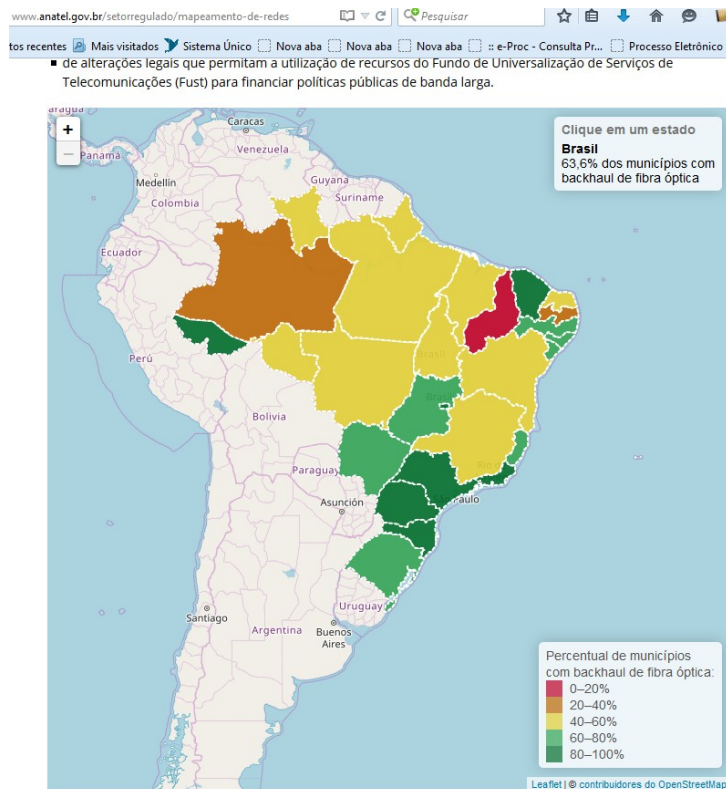 www.anatel.gov.br/setorregulado/mapeamento-de-redes
Pesquisar
tos recentes Mais visitados Sistema Único Nova aba Nova aba Nova aba :: e-Proc - Consulta Pr... Processo Eletrônico
de alterações legais que permitam a utilização de recursos do Fundo de Universalização de Serviços de
Telecomunicações (Fust) para financiar políticas públicas de banda larga.
+
−
Clique em um estado
Brasil
63,6% dos municípios com
backhaul de fibra óptica
Caracas
Panamá
Venezuela
Medellín
Guyana
Colombia
Suriname
Ecuador
Perú
Brasil
Bolivia
Paraguay
Asunción
Uruguay
Santiago
Argentina
Buenos
Aires
Percentual de municípios
com backhaul de fibra óptica:
0–20%
20–40%
40–60%
60–80%
80–100%
Leaflet | © contribuidores do OpenStreetMap